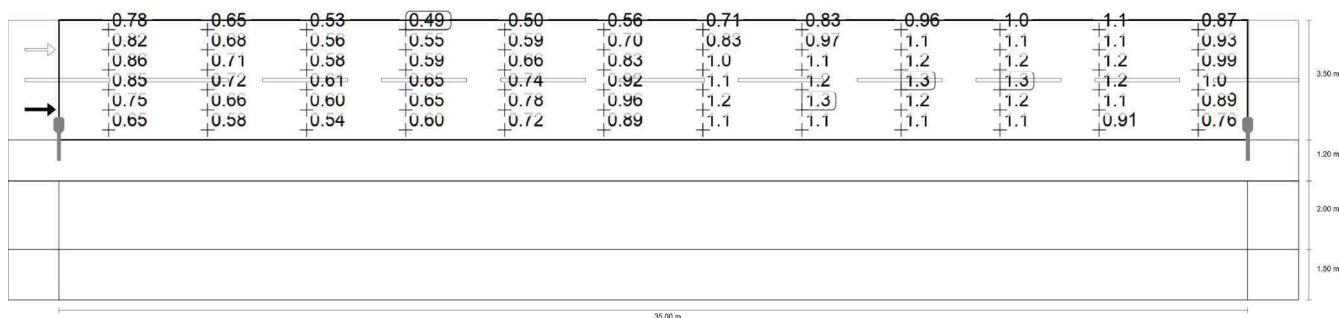 0.78 0.65 0.53 0.49 0.50 0.56 0.71 0.83 0.96 1.0 1.1 0.87
0.82 0.68 0.56 0.55 0.59 0.70 0.83 0.97 1.1 1.1 1.1 0.93
0.86 0.71 0.58 0.59 0.66 0.83 1.0 1.1 1.2 1.2 1.2 0.99
3.50 m
0.85 0.72 0.61 0.65 0.74 0.92 1.1 1.2 1.3 1.3 1.2 1.0
0.75 0.66 0.60 0.65 0.78 0.96 1.2 1.3 1.2 1.2 1.1 0.89
0.65 0.58 0.54 0.60 0.72 0.89 1.1 1.1 1.1 1.1 0.91 0.76
1.20 m
2.00 m
1.50 m
35.00 m